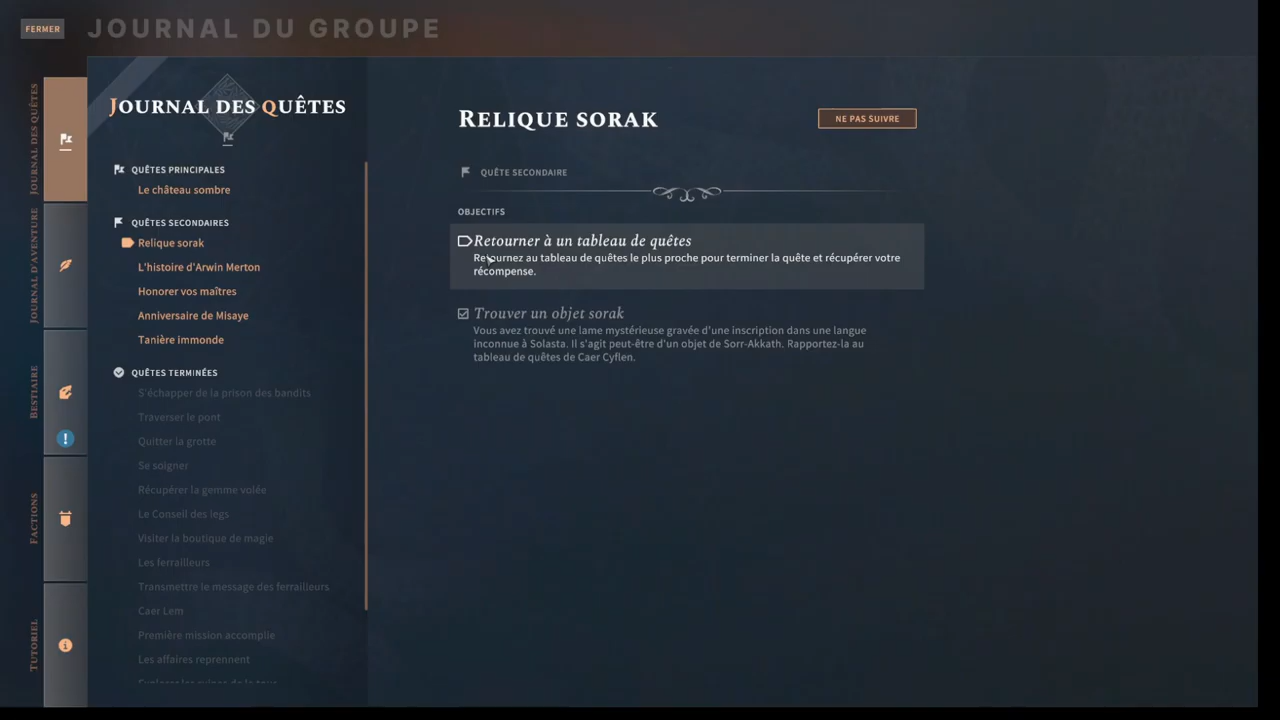 FERMER
JOURNAL DU GROUPE
JOURNAL DES QUÊTES
JOURNAL D'AVENTURE
BESTIAIRE
FACTIONS
TUTORIEL
JOURNAL DES QUÊTES
QUÊTES PRINCIPALES
Le château sombre
QUÊTES SECONDAIRES
Relique sorak
L'histoire d'Arwin Merton
Honorer vos maîtres
Anniversaire de Misaye
Tanière immonde
QUÊTES TERMINÉES
S'échapper de la prison des bandits
Traverser le pont
Quitter la grotte
Se soigner
Récupérer la gemme volée
Le Conseil des legs
Visiter la boutique de magie
Les ferrailleurs
Transmettre le message des ferrailleurs
Caer Lem
Première mission accomplie
Les affaires reprennent
Explorer les ruines de la tour
RELIQUE SORAK
NE PAS SUIVRE
QUÊTE SECONDAIRE
OBJECTIFS
Retourner à un tableau de quêtes
Retournez au tableau de quêtes le plus proche pour terminer la quête et récupérer votre
récompense.
Trouver un objet sorak
Vous avez trouvé une lame mystérieuse gravée d'une inscription dans une langue
inconnue à Solasta. Il s'agit peut-être d'un objet de Sorr-Akkath. Rapportez-la au
tableau de quêtes de Caer Cyflen.